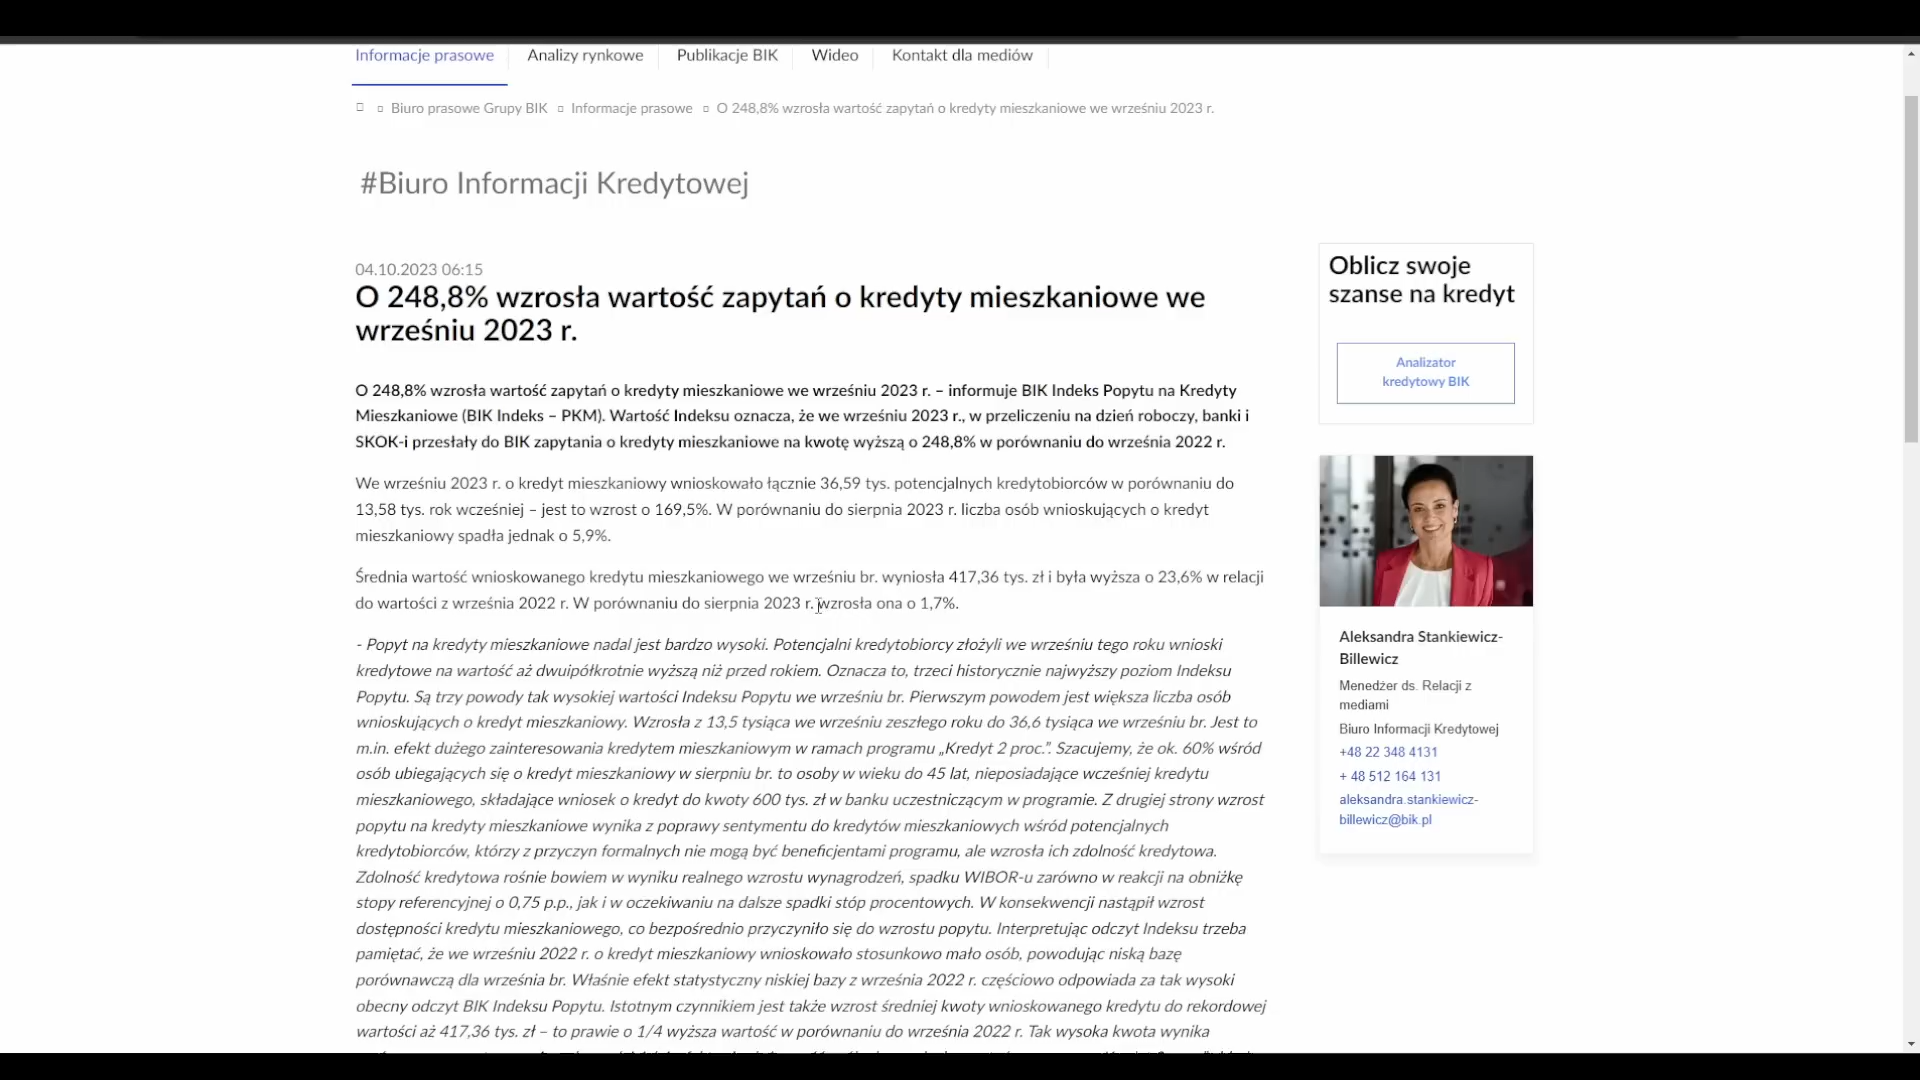 Informacje prasowe Analizy rynkowe Publikacje BIK Wideo Kontakt dla mediów
Biuro prasowe Grupy BIK Informacje prasowe O 248,8% wzrosła wartość zapytań o kredyty mieszkaniowe we wrześniu 2023 r.
#Biuro Informacji Kredytowej
04.10.2023 06:15
O 248,8% wzrosła wartość zapytań o kredyty mieszkaniowe we
wrześniu 2023 r.
O 248,8% wzrosła wartość zapytań o kredyty mieszkaniowe we wrześniu 2023 r. – informuje BIK Indeks Popytu na Kredyty
Mieszkaniowe (BIK Indeks – PKM). Wartość Indeksu oznacza, że we wrześniu 2023 r., w przeliczeniu na dzień roboczy, banki i
SKOK-i przesłały do BIK zapytania o kredyty mieszkaniowe na kwotę wyższą o 248,8% w porównaniu do września 2022 r.
We wrześniu 2023 r. o kredyt mieszkaniowy wnioskowało łącznie 36,59 tys. potencjalnych kredytobiorców w porównaniu do
13,58 tys. rok wcześniej – jest to wzrost o 169,5%. W porównaniu do sierpnia 2023 r. liczba osób wnioskujących o kredyt
mieszkaniowy spadła jednak o 5,9%.
Średnia wartość wnioskowanego kredytu mieszkaniowego we wrześniu br. wyniosła 417,36 tys. zł i była wyższa o 23,6% w relacji
do wartości z września 2022 r. W porównaniu do sierpnia 2023 r. wzrosła ona o 1,7%.
- Popyt na kredyty mieszkaniowe nadal jest bardzo wysoki. Potencjalni kredytobiorcy złożyli we wrześniu tego roku wnioski
kredytowe na wartość aż dwuipółkrotnie wyższą niż przed rokiem. Oznacza to, trzeci historycznie najwyższy poziom Indeksu
Popytu. Są trzy powody tak wysokiej wartości Indeksu Popytu we wrześniu br. Pierwszym powodem jest większa liczba osób
wnioskujących o kredyt mieszkaniowy. Wzrosła z 13,5 tysiąca we wrześniu zeszłego roku do 36,6 tysiąca we wrześniu br. Jest to
m.in. efekt dużego zainteresowania kredytem mieszkaniowym w ramach programu „Kredyt 2 proc.”. Szacujemy, że ok. 60% wśród
osób ubiegających się o kredyt mieszkaniowy w sierpniu br. to osoby w wieku do 45 lat, nieposiadające wcześniej kredytu
mieszkaniowego, składające wniosek o kredyt do kwoty 600 tys. zł w banku uczestniczącym w programie. Z drugiej strony wzrost
popytu na kredyty mieszkaniowe wynika z poprawy sentymentu do kredytów mieszkaniowych wśród potencjalnych
kredytobiorców, którzy z przyczyn formalnych nie mogą być beneficjentami programu, ale wzrosła ich zdolność kredytowa.
Zdolność kredytowa rośnie bowiem w wyniku realnego wzrostu wynagrodzeń, spadku WIBOR-u zarówno w reakcji na obniżkę
stopy referencyjnej o 0,75 p.p., jak i w oczekiwaniu na dalsze spadki stóp procentowych. W konsekwencji nastąpił wzrost
dostępności kredytu mieszkaniowego, co bezpośrednio przyczyniło się do wzrostu popytu. Interpretując odczyt Indeksu trzeba
pamiętać, że we wrześniu 2022 r. o kredyt mieszkaniowy wnioskowało stosunkowo mało osób, powodując niską bazę
porównawczą dla września br. Właśnie efekt statystyczny niskiej bazy z września 2022 r. częściowo odpowiada za tak wysoki
obecny odczyt BIK Indeksu Popytu. Istotnym czynnikiem jest także wzrost średniej kwoty wnioskowanego kredytu do rekordowej
wartości aż 417,36 tys. zł – to prawie o 1/4 wyższa wartość w porównaniu do września 2022 r. Tak wysoka kwota wynika
Oblicz swoje
szanse na kredyt
Analizator
kredytowy BIK
Aleksandra Stankiewicz-
Billewicz
Menedżer ds. Relacji z
mediami
Biuro Informacji Kredytowej
+48 22 348 4131
+ 48 512 164 131
aleksandra.stankiewicz-
billewicz@bik.pl